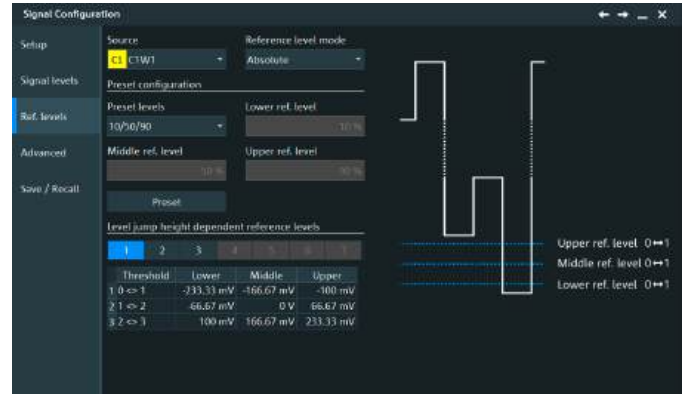 Signal Configuration
Setup
Signal levels
Ref. levels
Advanced
Save / Recall
Source
Reference level mode
C1 C1W1
Absolute
Preset configuration
Preset levels
Lower ref. level
10/50/90
10 %
Middle ref. level
Upper ref. level
50 %
90 %
Preset
Level jump height dependent reference levels
1 2 3 4 5 6 7
Threshold Lower Middle Upper
1 0 <> 1 -233.33 mV -166.67 mV -100 mV
2 1 <> 2 -66.67 mV 0 V 66.67 mV
3 2 <> 3 100 mV 166.67 mV 233.33 mV
Upper ref. level 0↔1
Middle ref. level 0↔1
Lower ref. level 0↔1